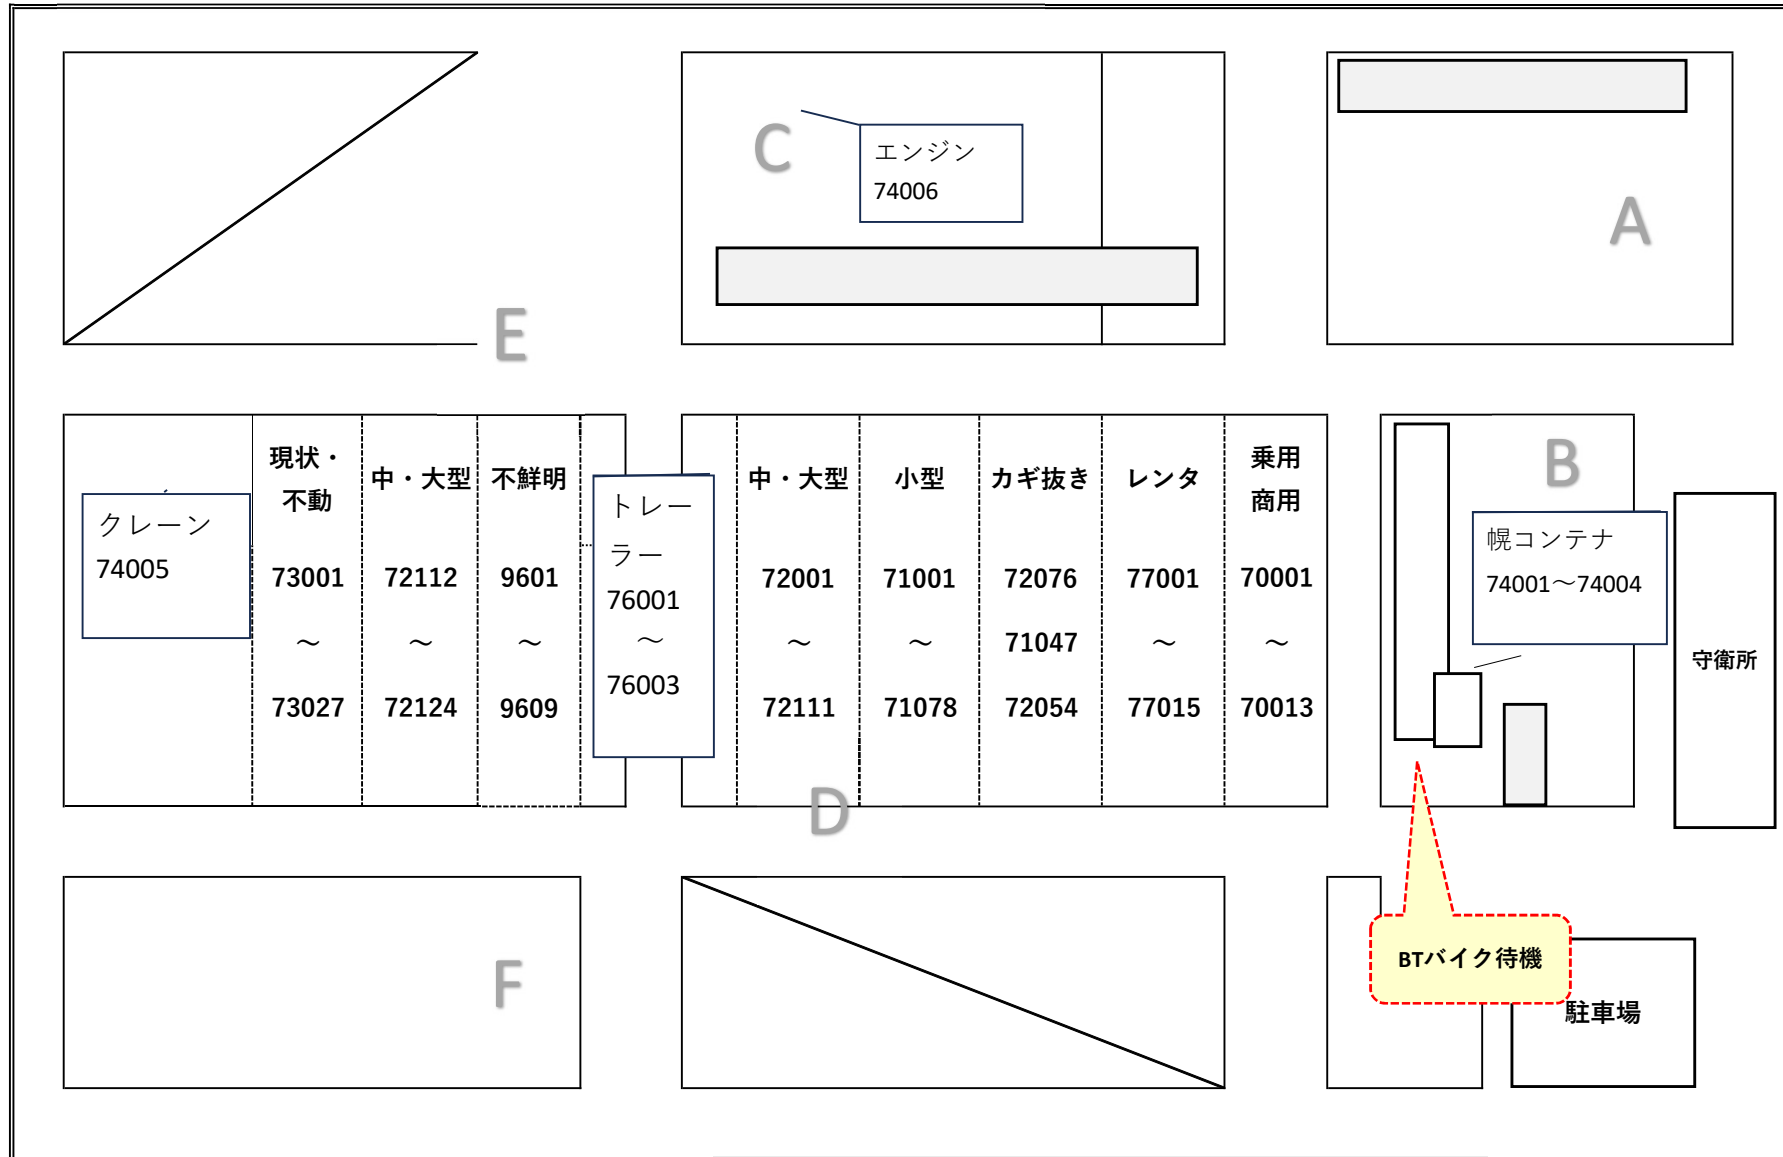 C
エンジン
74006
A
E
クレーン
74005
現状・
不動
73001
～
73027
中・大型
72112
～
72124
不鮮明
9601
～
9609
トレー
ラー
76001
～
76003
中・大型
72001
～
72111
小型
71001
～
71078
カギ抜き
72076
71047
72054
レンタ
77001
～
77015
乗用
商用
70001
～
70013
B
幌コンテナ
74001～74004
守衛所
D
F
BTバイク待機
駐車場